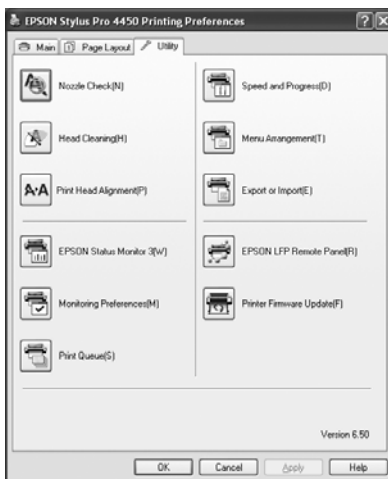 EPSON Stylus Pro 4450 Printing Preferences
Main Page Layout Utility
Nozzle Check(N)
Speed and Progress(D)
Head Cleaning(H)
Menu Arrangement(T)
A·A Print Head Alignment(P)
Export or Import(E)
EPSON Status Monitor 3(W)
EPSON LFP Remote Panel(R)
Monitoring Preferences(M)
Printer Firmware Update(F)
Print Queue(S)
Version 6.50
OK Cancel Apply Help